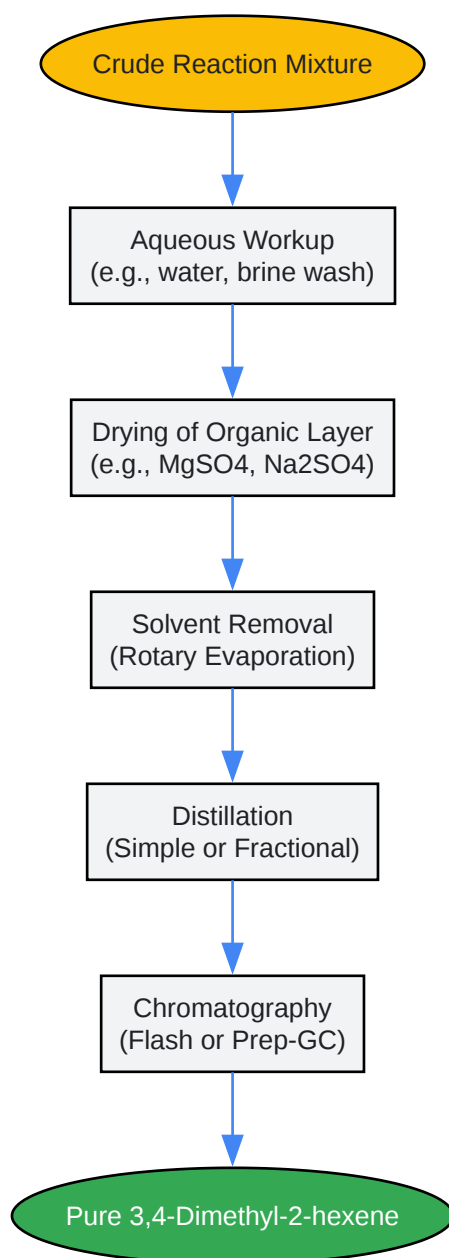 Crude Reaction Mixture
Aqueous Workup
(e.g., water, brine wash)
Drying of Organic Layer
(e.g., MgSO4, Na2SO4)
Solvent Removal
(Rotary Evaporation)
Distillation
(Simple or Fractional)
Chromatography
(Flash or Prep-GC)
Pure 3,4-Dimethyl-2-hexene